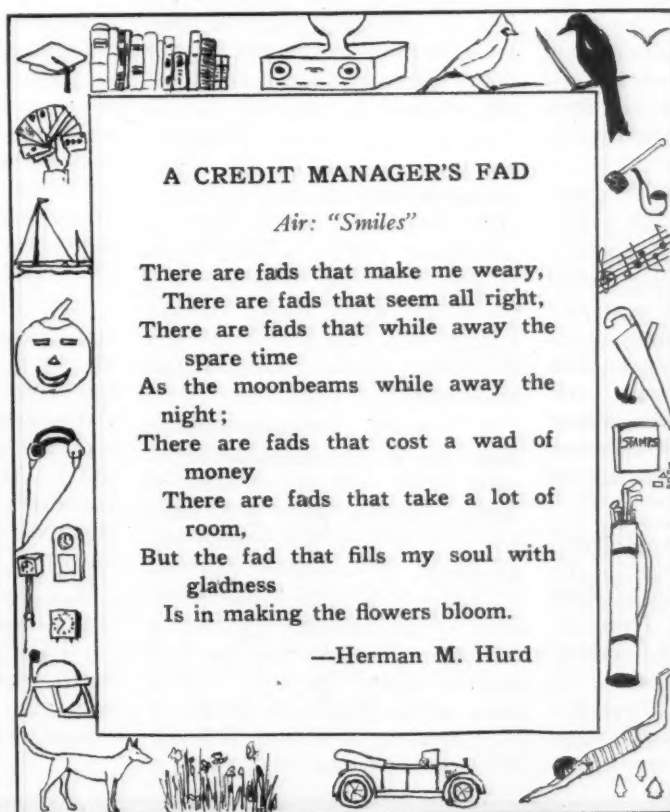 A CREDIT MANAGER'S FAD
Air: "Smiles"
There are fads that make me weary,
There are fads that seem all right,
There are fads that while away the
spare time
As the moonbeams while away the
night;
There are fads that cost a wad of
money
There are fads that take a lot of
room,
But the fad that fills my soul with
gladness
Is in making the flowers bloom.
—Herman M. Hurd
STAMPS